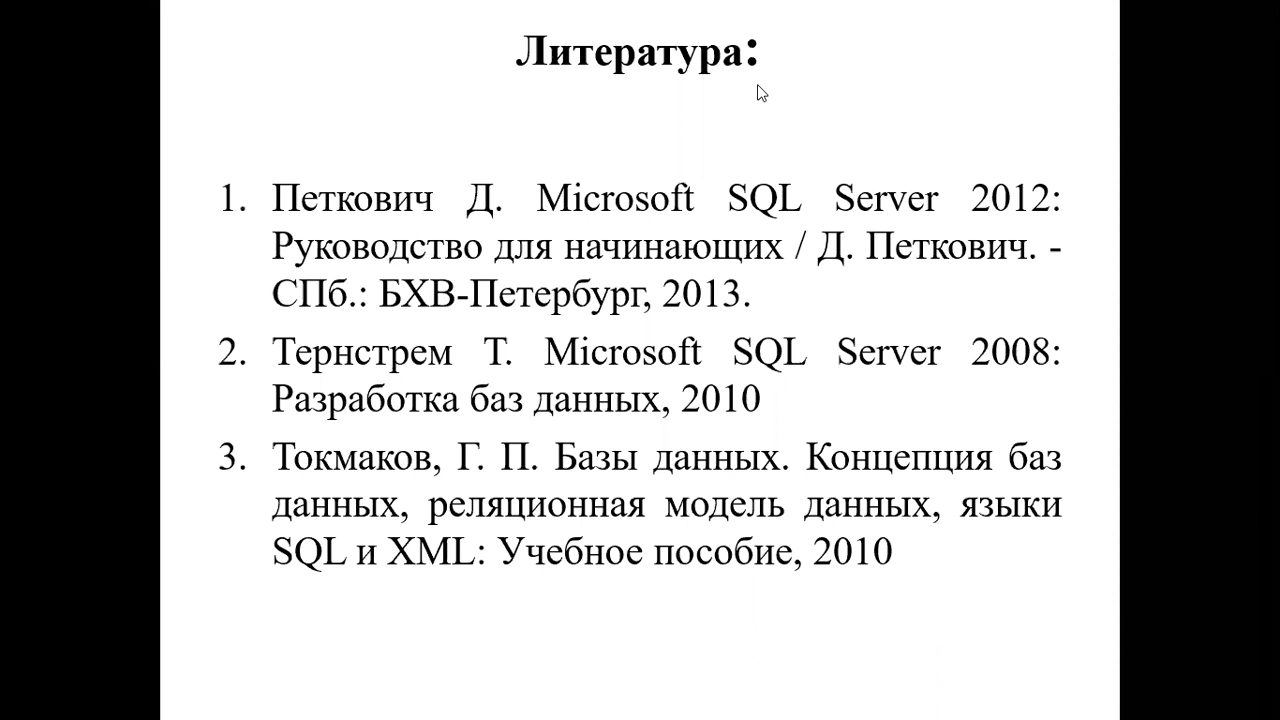 Литература:
1. Петкович Д. Microsoft SQL Server 2012:
Руководство для начинающих / Д. Петкович. -
СПб.: БХВ-Петербург, 2013.
2. Тернстрем Т. Microsoft SQL Server 2008:
Разработка баз данных, 2010
3. Токмаков, Г. П. Базы данных. Концепция баз
данных, реляционная модель данных, языки
SQL и XML: Учебное пособие, 2010